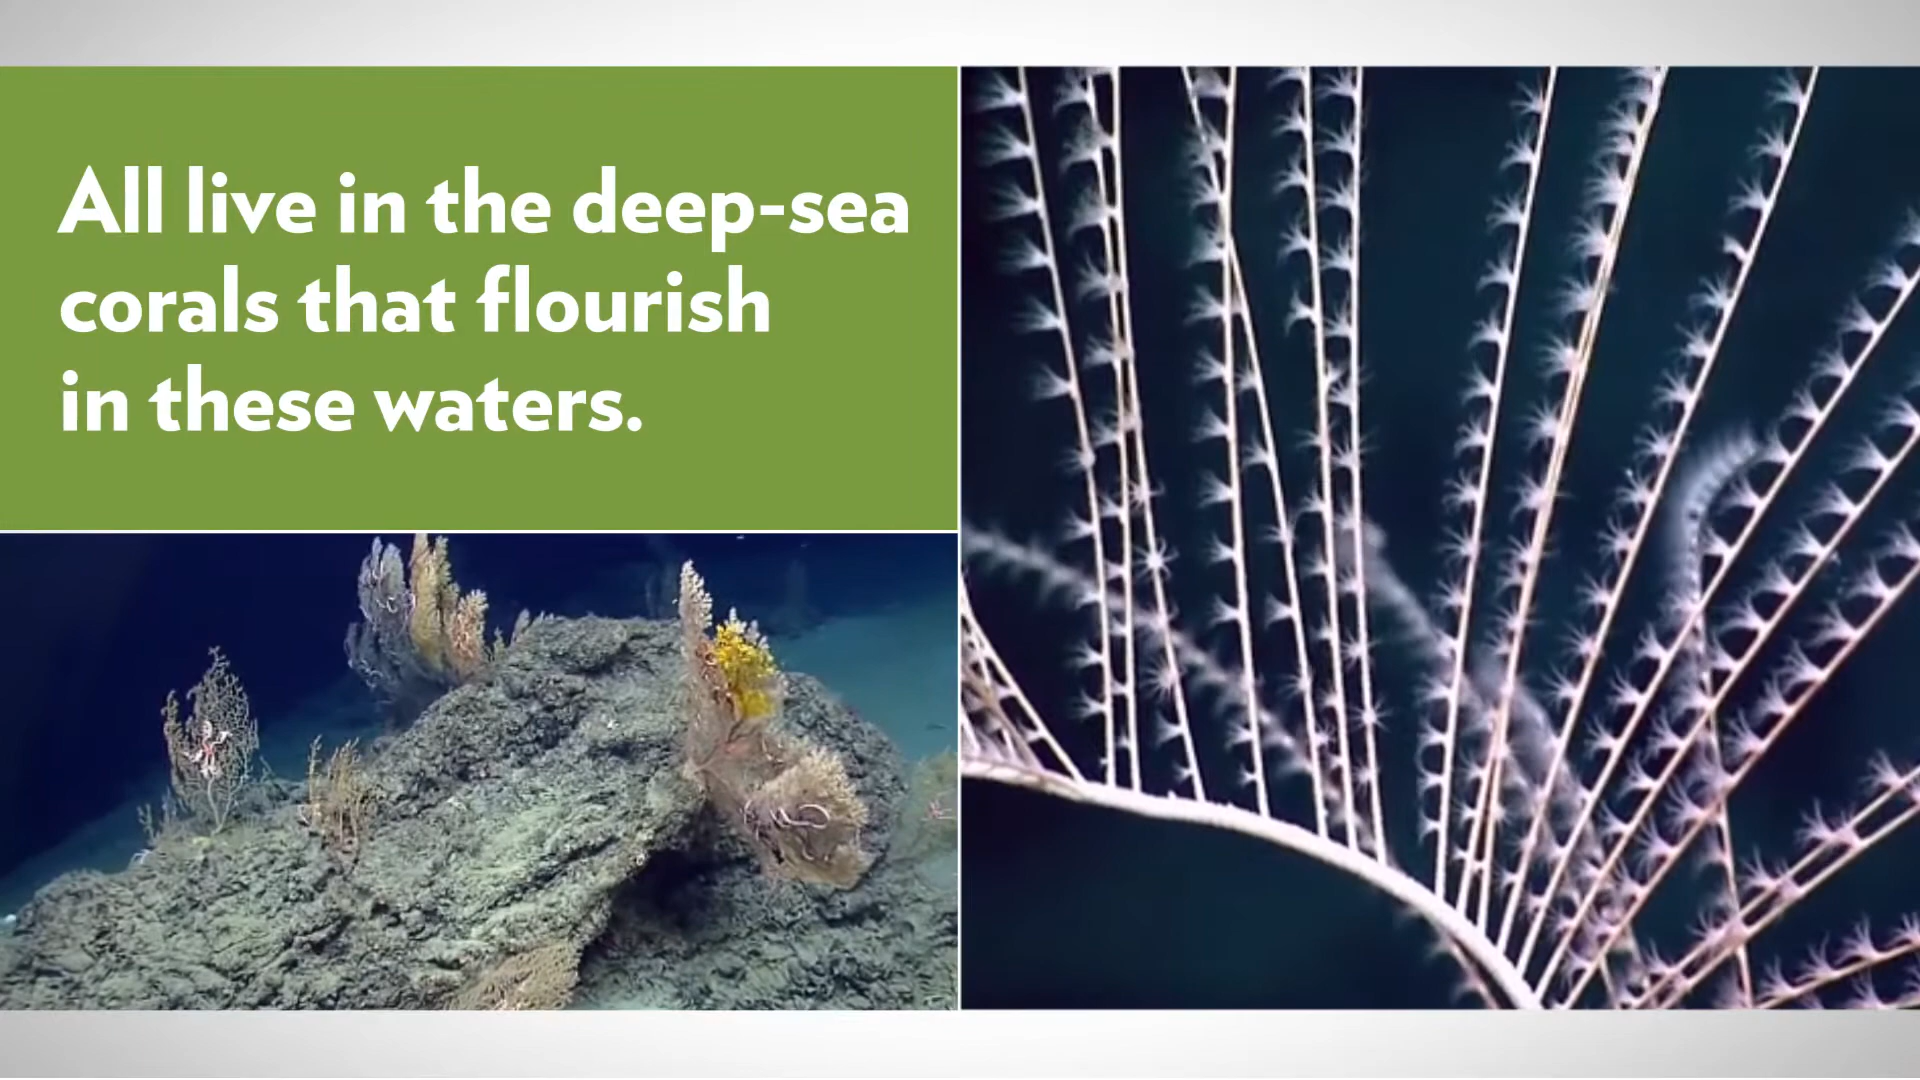 All live in the deep-sea
corals that flourish
in these waters.